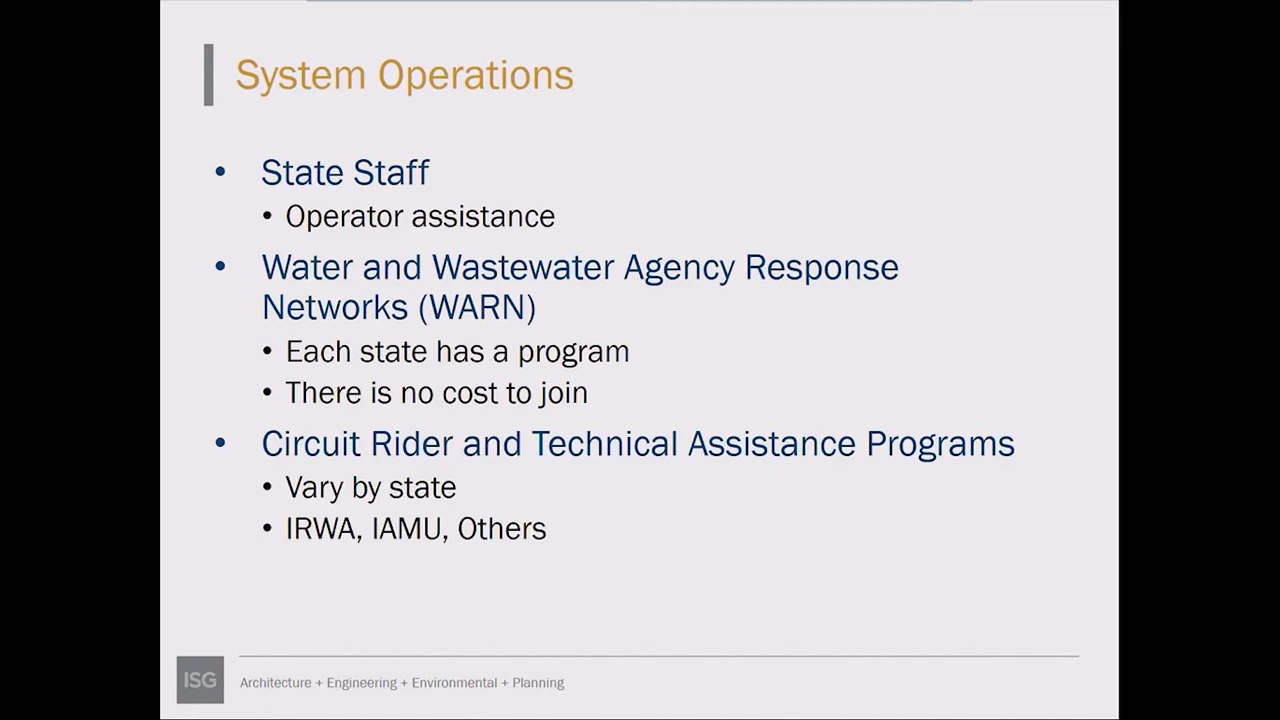 System Operations
• State Staff
• Operator assistance
• Water and Wastewater Agency Response
Networks (WARN)
• Each state has a program
• There is no cost to join
• Circuit Rider and Technical Assistance Programs
• Vary by state
• IRWA, IAMU, Others
ISG
Architecture + Engineering + Environmental + Planning